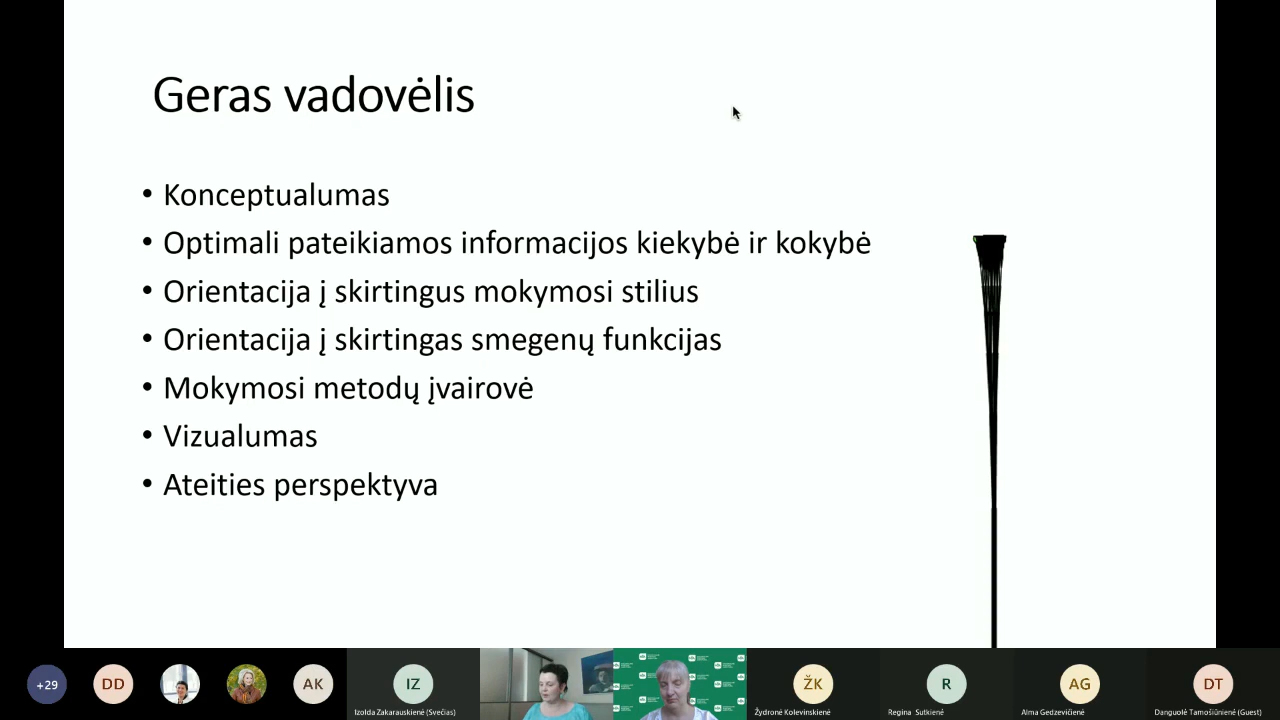 Geras vadovėlis
• Konceptualumas
• Optimali pateikiamos informacijos kiekybė ir kokybė
• Orientacija į skirtingus mokymosi stilius
• Orientacija į skirtingas smegenų funkcijas
• Mokymosi metodų įvairovė
• Vizualumas
• Ateities perspektyva
+29
DD
AK
IZ
Izolda Zakarauskienė (Svečias)
ŽK
Žydronė Kolevinskienė
R
Regina Sutkienė
AG
Alma Gedzevičienė
DT
Danguolė Tamošiūnienė (Guest)